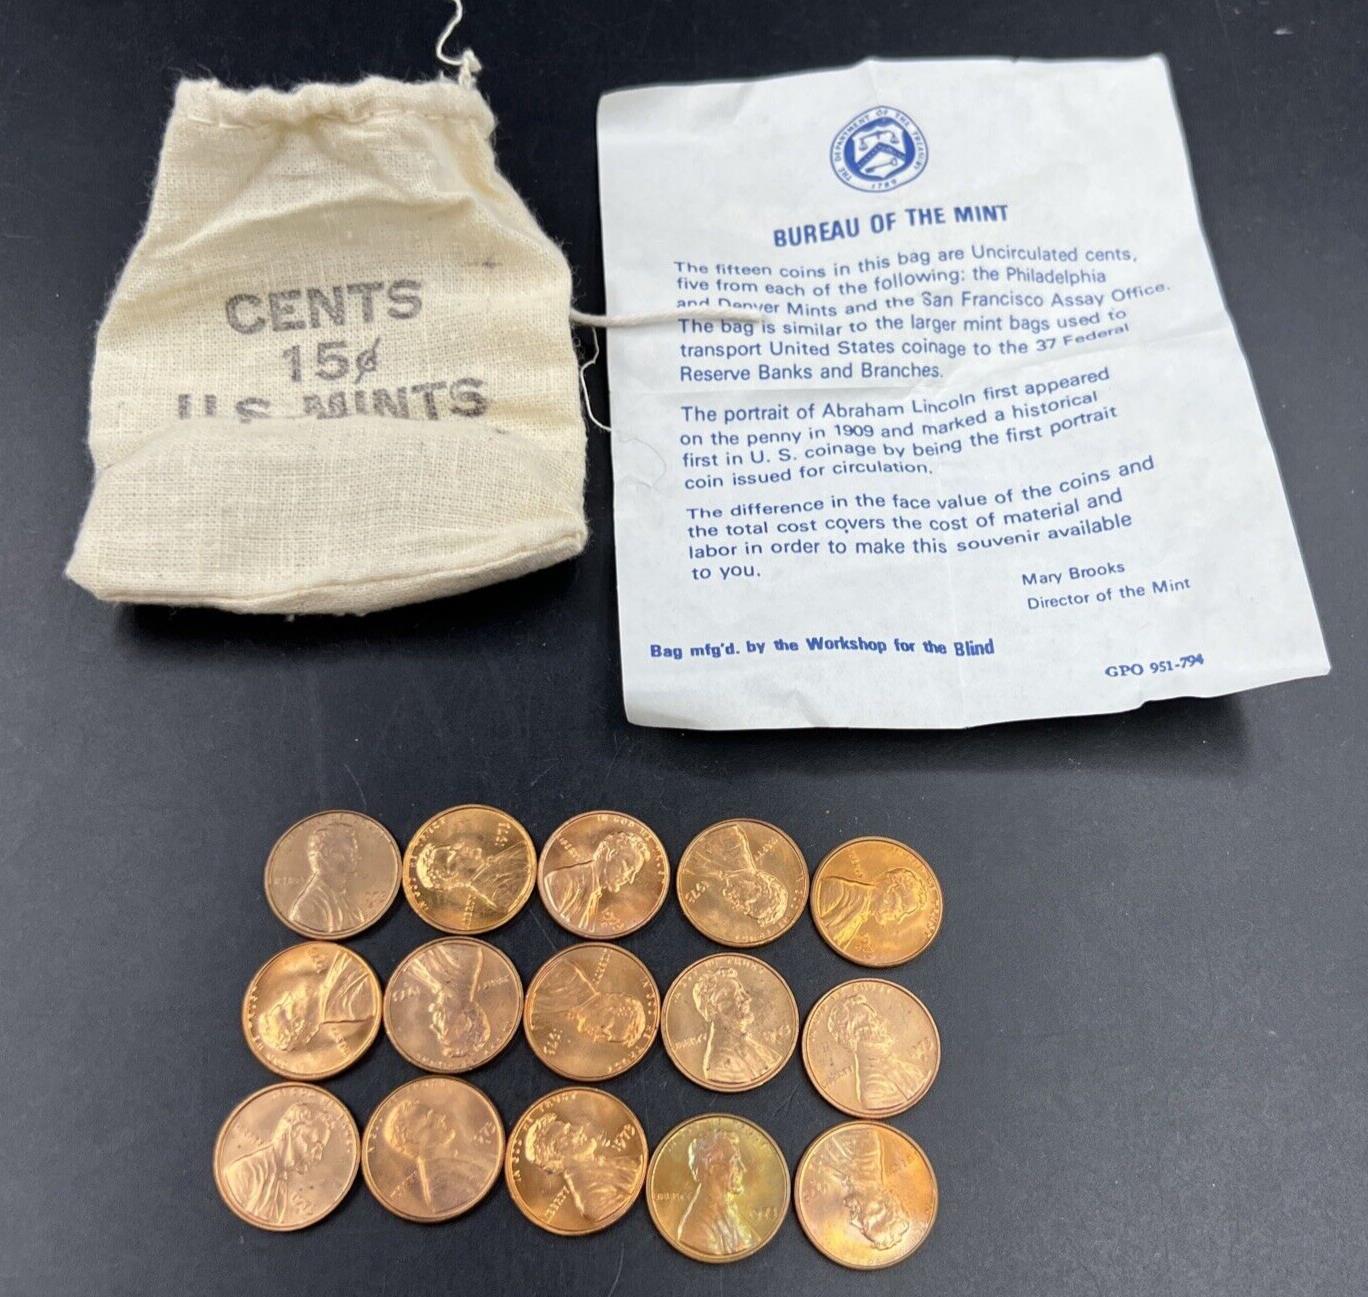 CENTS
15¢
U.S. MINTS
THE DEPARTMENT OF THE TREASURY
1789
BUREAU OF THE MINT
The fifteen coins in this bag are Uncirculated cents,
five from each of the following: the Philadelphia
and Denver Mints and the San Francisco Assay Office.
The bag is similar to the larger mint bags used to
transport United States coinage to the 37 Federal
Reserve Banks and Branches.
The portrait of Abraham Lincoln first appeared
on the penny in 1909 and marked a historical
first in U. S. coinage by being the first portrait
coin issued for circulation.
The difference in the face value of the coins and
the total cost covers the cost of material and
labor in order to make this souvenir available
to you.
Mary Brooks
Director of the Mint
Bag mfg'd. by the Workshop for the Blind
GPO 951-794